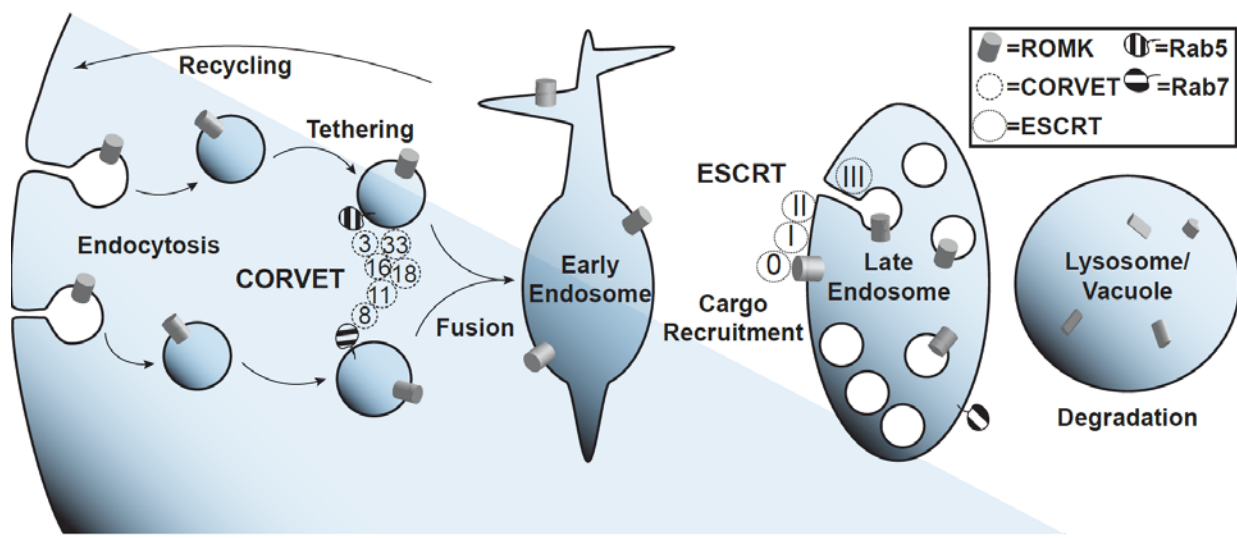 Recycling
Tethering
Endocytosis
CORVET
3
33
16
18
11
8
Fusion
Early
Endosome
ESCRT
III
II
I
0
Cargo
Recruitment
Late
Endosome
Lysosome/
Vacuole
Degradation
=ROMK
=Rab5
=CORVET
=Rab7
=ESCRT